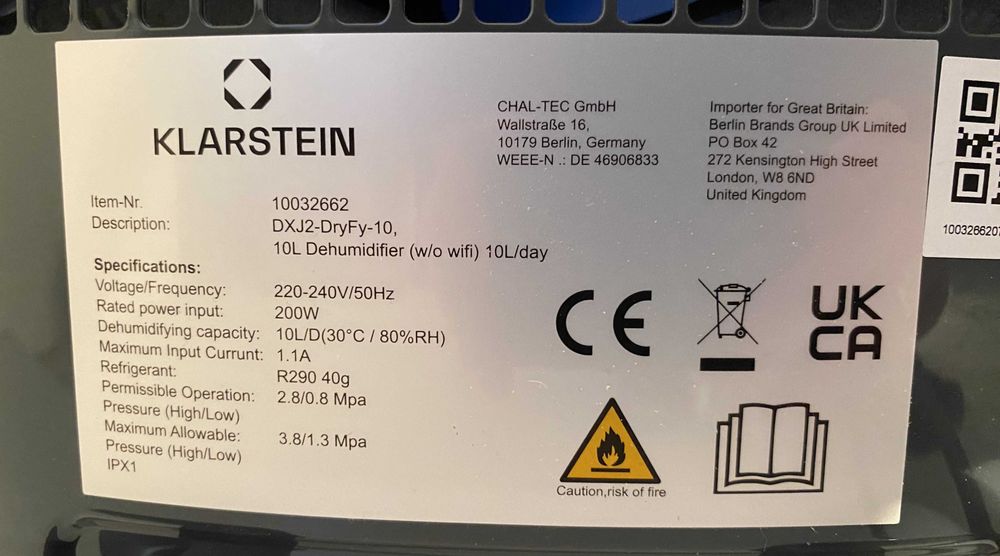 KLARSTEIN
CHAL-TEC GmbH
Wallstraße 16,
10179 Berlin, Germany
WEEE-N .: DE 46906833
Importer for Great Britain:
Berlin Brands Group UK Limited
PO Box 42
272 Kensington High Street
London, W8 6ND
United Kingdom
Item-Nr. 10032662
Description: DXJ2-DryFy-10,
10L Dehumidifier (w/o wifi) 10L/day
Specifications:
Voltage/Frequency: 220-240V/50Hz
Rated power input: 200W
Dehumidifying capacity: 10L/D(30°C / 80%RH)
Maximum Input Currunt: 1.1A
Refrigerant: R290 40g
Permissible Operation: 2.8/0.8 Mpa
Pressure (High/Low)
Maximum Allowable: 3.8/1.3 Mpa
Pressure (High/Low)
IPX1
CE
UK
CA
Caution,risk of fire
1003266207